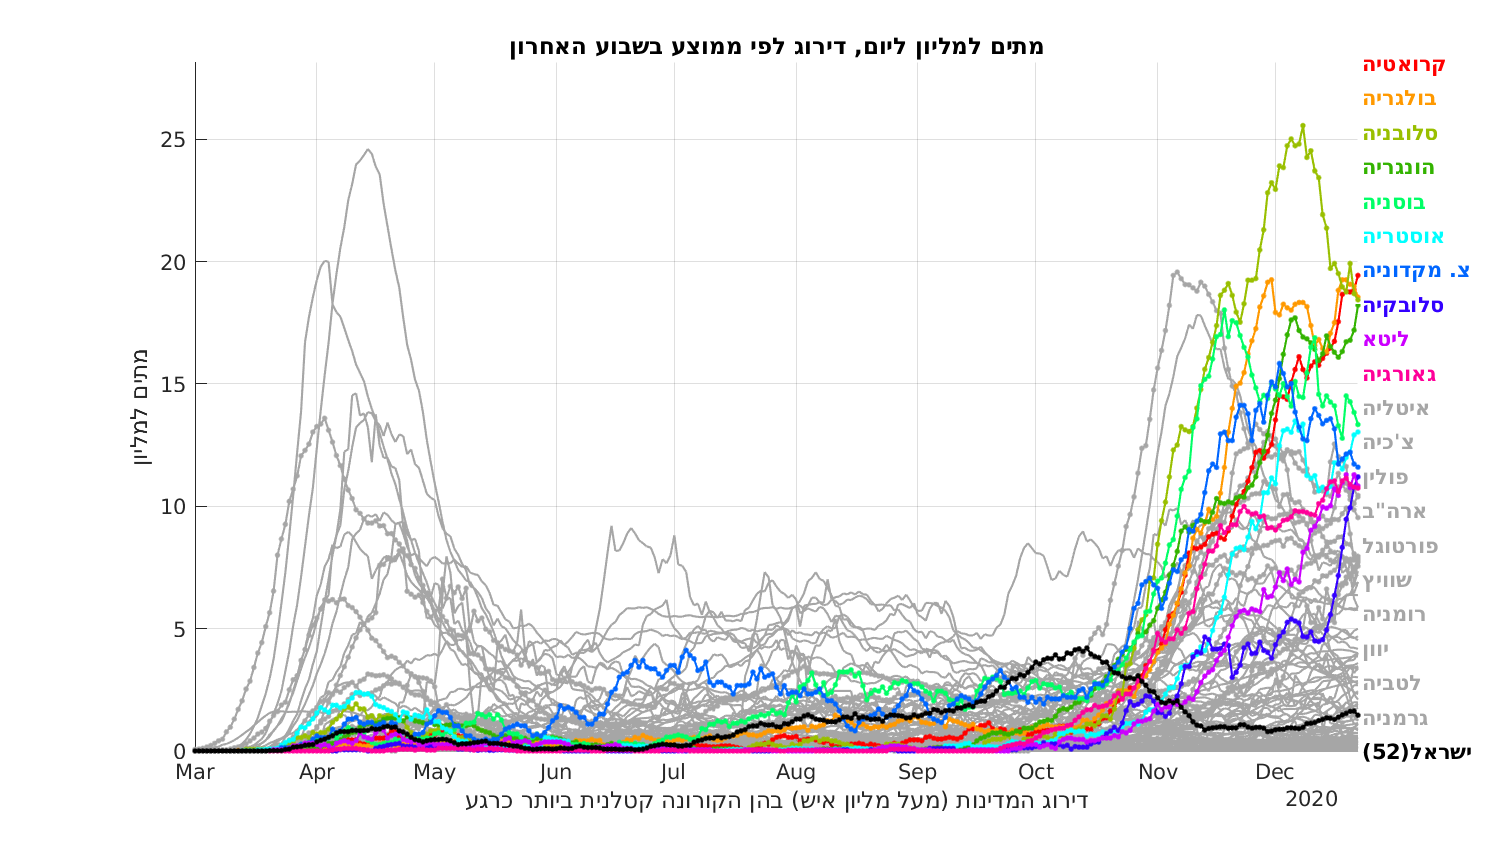 מתים למליון ליום, דירוג לפי ממוצע בשבוע האחרון
קרואטיה
בולגריה
סלובניה
הונגריה
בוסניה
אוסטריה
צ. מקדוניה
סלובקיה
ליטא
גאורגיה
איטליה
צ'כיה
פולין
ארה"ב
פורטוגל
שוויץ
רומניה
יוון
לטביה
גרמניה
ישראל(52)
מתים למליון
25
20
15
10
5
0
Mar Apr May Jun Jul Aug Sep Oct Nov Dec
2020
דירוג המדינות (מעל מליון איש) בהן הקורונה קטלנית ביותר כרגע